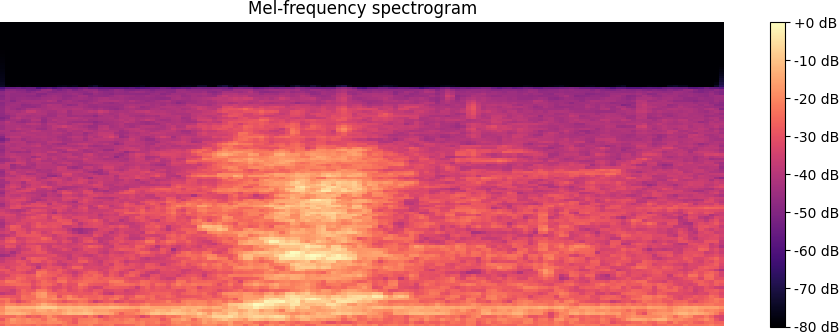 Mel-frequency spectrogram
+0 dB
-10 dB
-20 dB
-30 dB
-40 dB
-50 dB
-60 dB
-70 dB
-80 dB